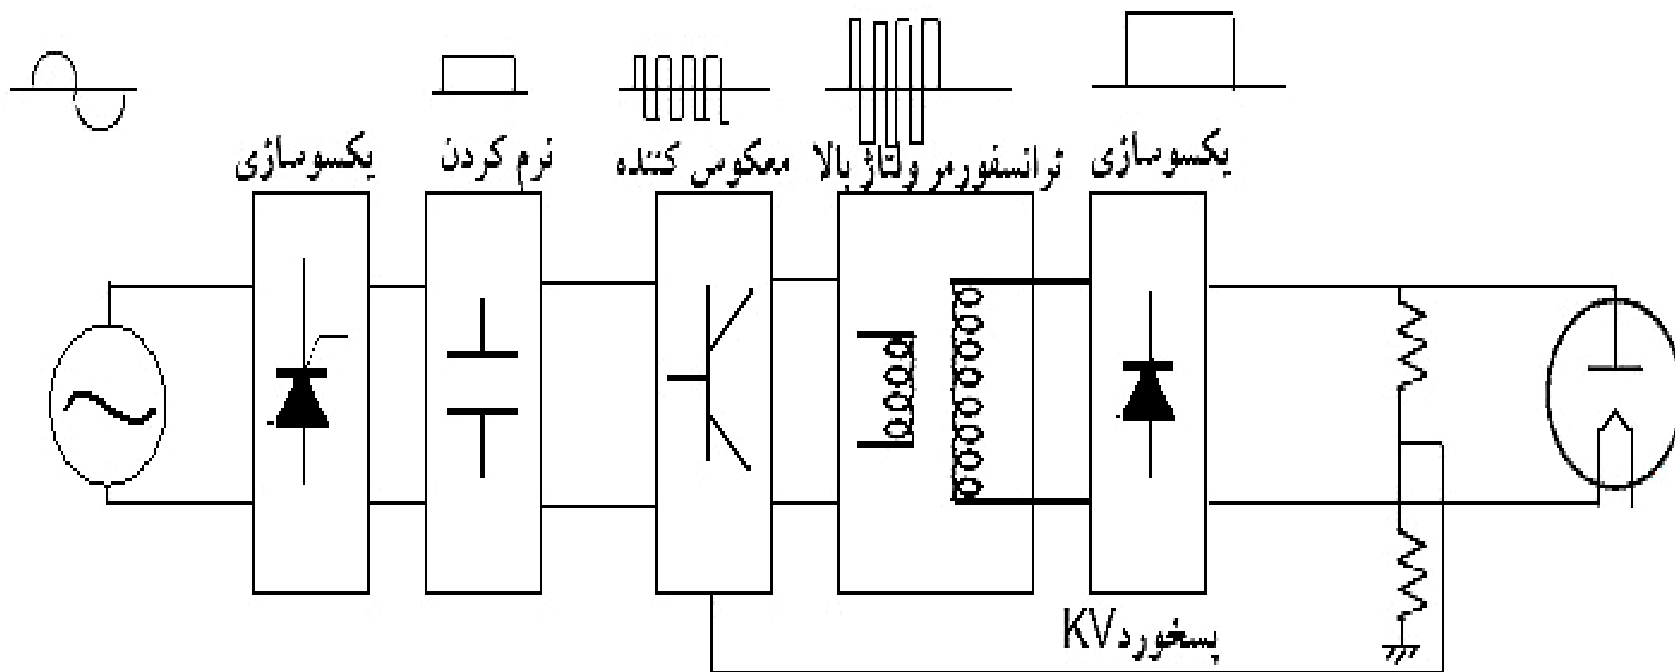 یکسوسازی
نرم کردن
معکوس کننده
ترانسفورمر ولتاژ بالا
یکسوسازی
پسخورد KV